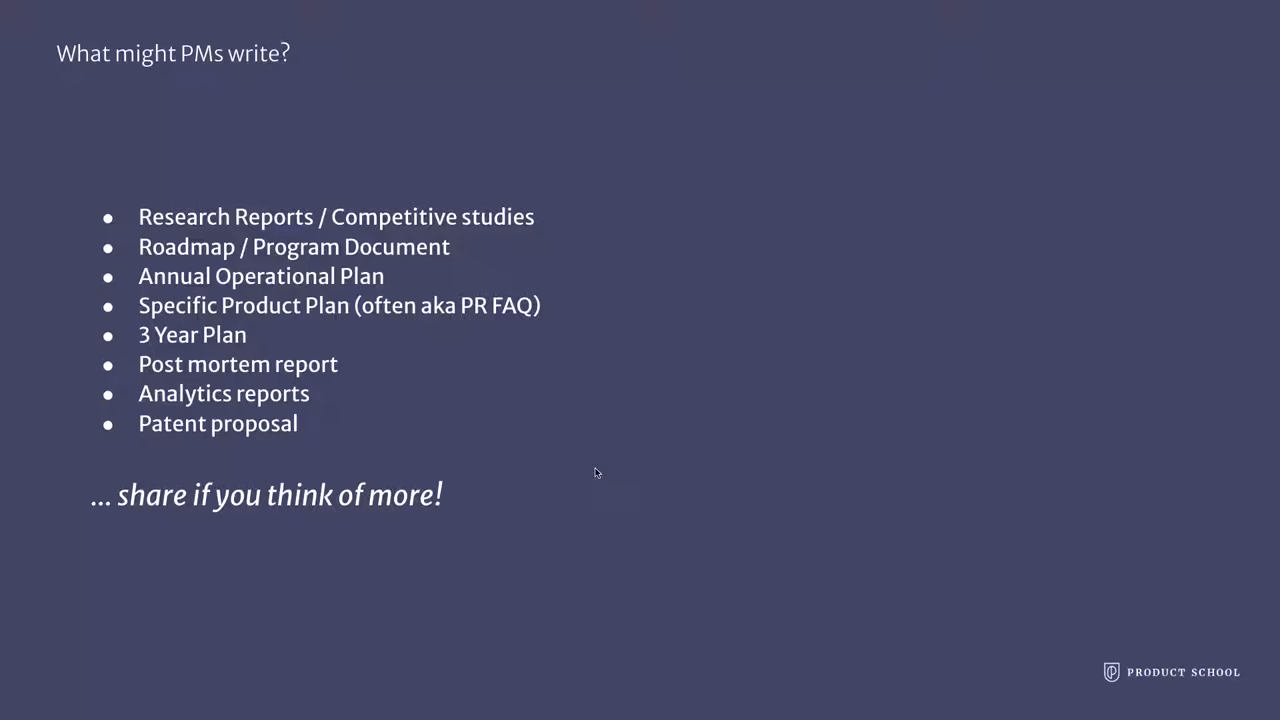 What might PMs write?
● Research Reports / Competitive studies
● Roadmap / Program Document
● Annual Operational Plan
● Specific Product Plan (often aka PR FAQ)
● 3 Year Plan
● Post mortem report
● Analytics reports
● Patent proposal
... share if you think of more!
PRODUCT SCHOOL